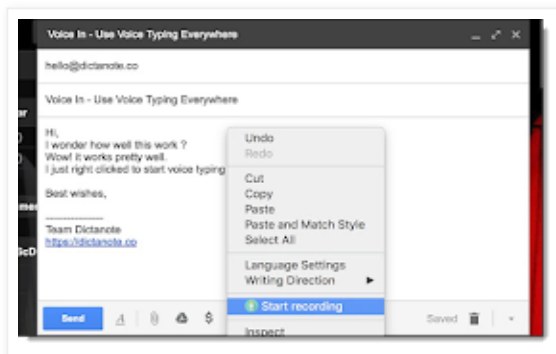 Voice In - Use Voice Typing Everywhere
hello@dictanote.co
Voice In - Use Voice Typing Everywhere
Hi,
I wonder how well this work ?
Wow! it works pretty well.
I just right clicked to start voice typing
Best wishes,
---------------
Team Dictanote
https://dictanote.co
Undo
Redo
Cut
Copy
Paste
Paste and Match Style
Select All
Language Settings
Writing Direction
Start recording
Inspect
Send
A
$
Saved